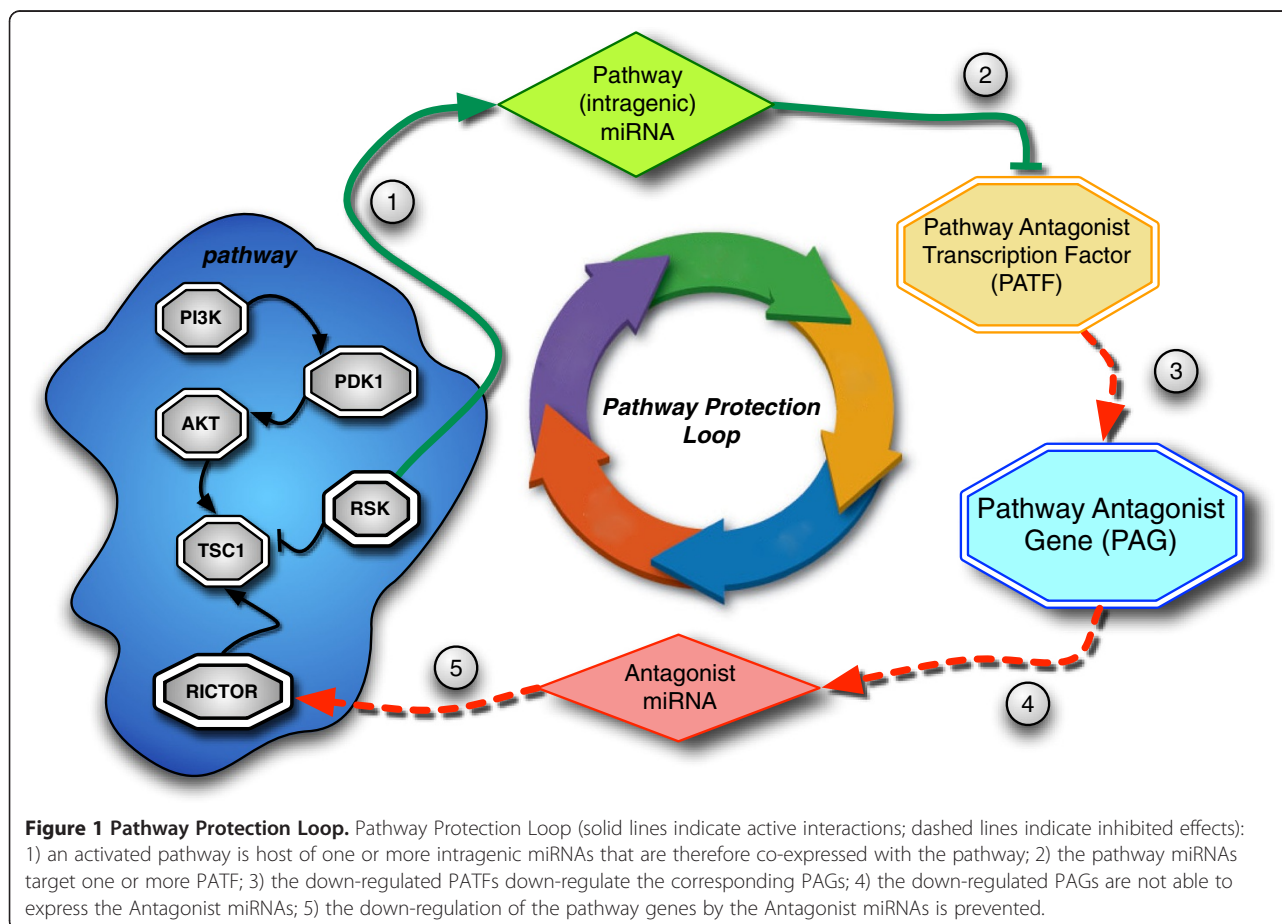 Pathway
(intragenic)
miRNA
2
1
Pathway Antagonist
Transcription Factor
(PATF)
pathway
PI3K
PDK1
AKT
RSK
TSC1
RICTOR
Pathway Protection
Loop
3
Pathway Antagonist
Gene (PAG)
5
Antagonist
miRNA
4
Figure 1 Pathway Protection Loop. Pathway Protection Loop (solid lines indicate active interactions; dashed lines indicate inhibited effects):
1) an activated pathway is host of one or more intragenic miRNAs that are therefore co-expressed with the pathway; 2) the pathway miRNAs
target one or more PATF; 3) the down-regulated PATFs down-regulate the corresponding PAGs; 4) the down-regulated PAGs are not able to
express the Antagonist miRNAs; 5) the down-regulation of the pathway genes by the Antagonist miRNAs is prevented.